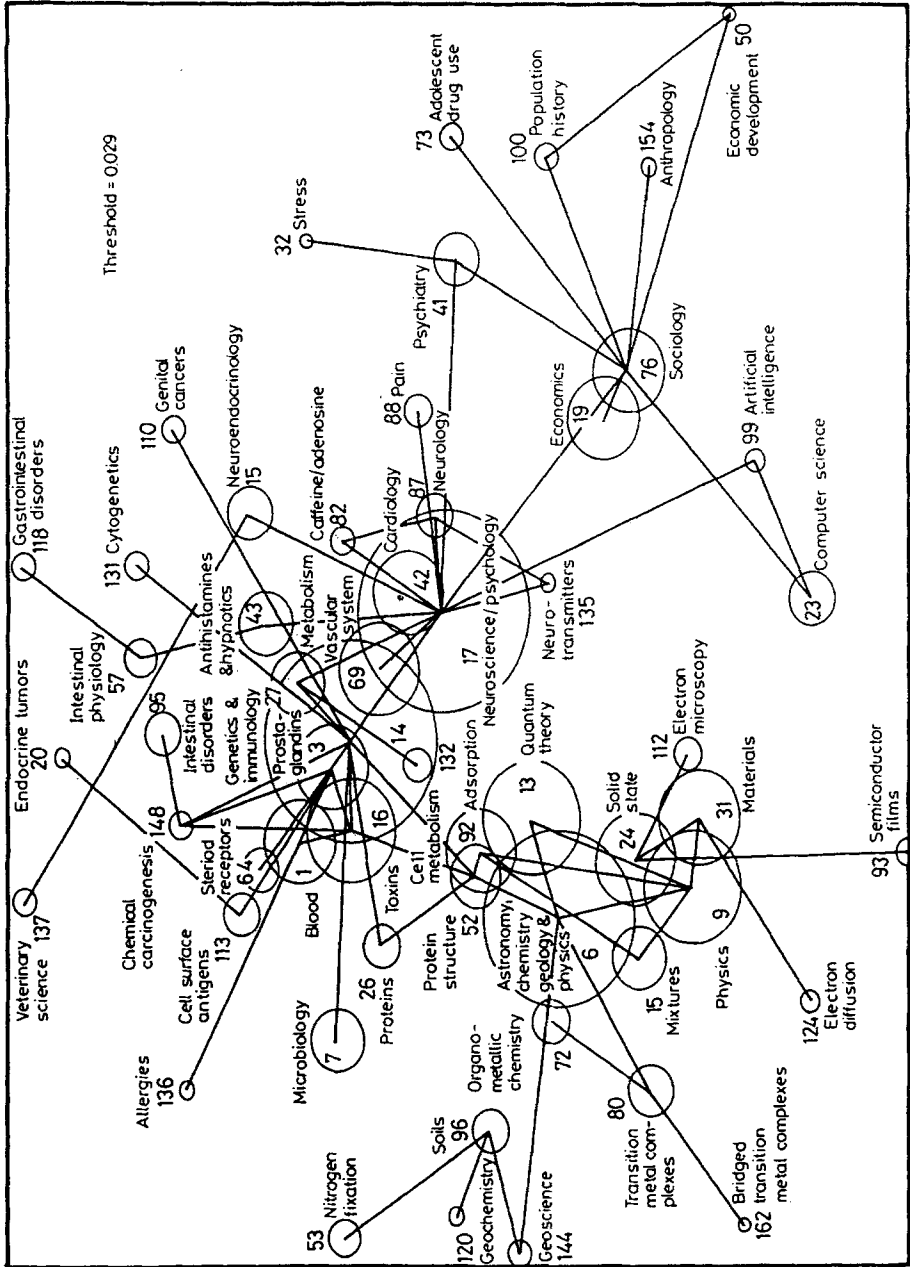 Threshold = 0.029
Veterinary
science 137
Endocrine tumors
20
Gastrointestinal
118 disorders
131 Cytogenetics
110
Genital
cancers
Intestinal
physiology
57
Allergies
136
Chemical
carcinogenesis 148
95
Intestinal
disorders
Cell surface
antigens
113
Steriod
receptors
64
Genetics &
immunology
3
Prosta-
glandins
27
Antihistamines
& hypnotics
43
Neuroendocrinology
15
Metabolism
Vascular
system
69
Caffeine/adenosine
82
Cardiology
42
87
Neurology
88 Pain
Psychiatry
41
32
Stress
73
Adolescent
drug use
100
Population
history
154
Anthropology
50
Economic
development
Blood
1
16
Toxins
14
132
Cell
metabolism
Microbiology
7
26
Proteins
Protein
structure
52
92
Adsorption
17
Neuroscience/psychology
Neuro-
transmitters
135
Economics
19
76
Sociology
99 Artificial
intelligence
23
Computer science
53
Nitrogen
fixation
Soils
96
120
Geochemistry
Geoscience
144
Organo-
metallic
chemistry
72
Astronomy,
chemistry
geology &
physics
6
13
Quantum
theory
80
Transition
metal com-
plexes
Bridged
162 transition
metal complexes
15
Mixtures
9
Physics
Solid
state
24
112
Electron
microscopy
31
Materials
124
Electron
diffusion
93
Semiconductor
films